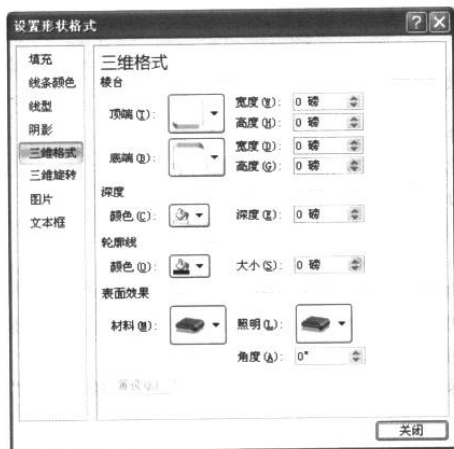 设置形状格式
填充
线条颜色
线型
阴影
三维格式
三维旋转
图片
文本框
三维格式
棱台
顶端(T): 宽度(W): 0 磅
高度(H): 0 磅
底端(B): 宽度(D): 0 磅
高度(G): 0 磅
深度
颜色(C): 深度(E): 0 磅
轮廓线
颜色(O): 大小(S): 0 磅
表面效果
材料(M): 照明(L):
角度(A): 0°
重设(R)
关闭